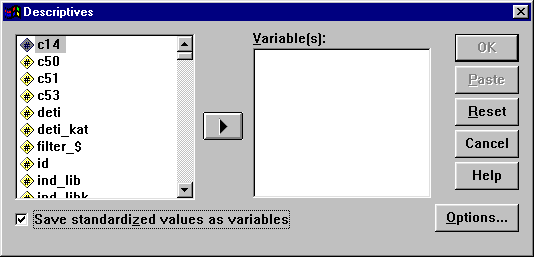 Descriptives
c14
c50
c51
c53
deti
deti_kat
filter_$
id
ind_lib
ind_libk
Variable(s):
OK
Paste
Reset
Cancel
Help
Save standardized values as variables
Options...